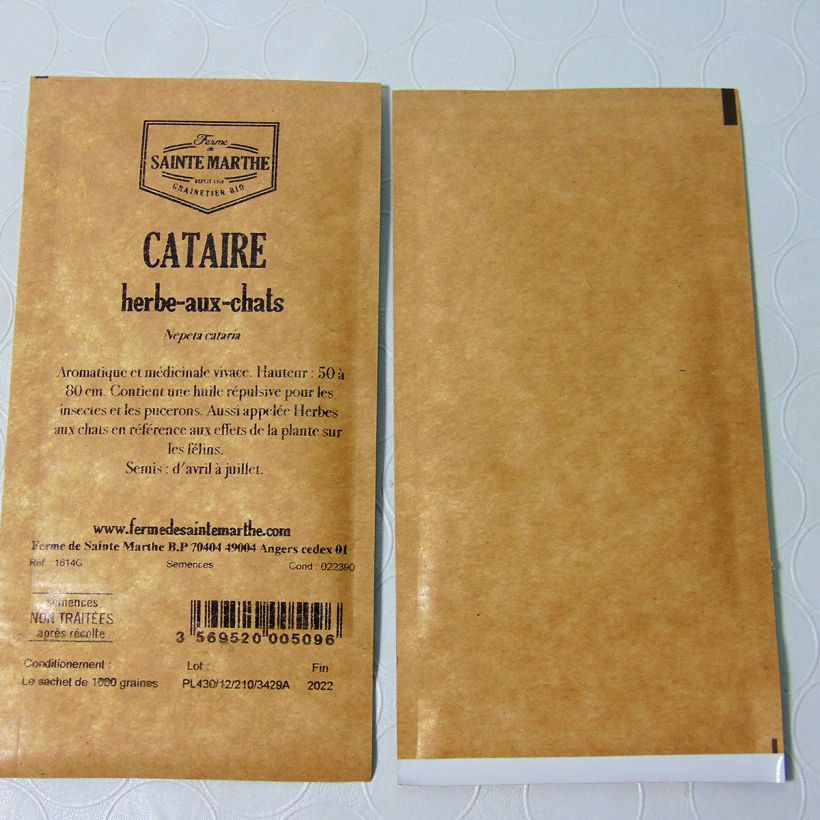 Ferme
de
SAINTE MARTHE
GRAINETIER BIO
CATAIRE
herbe-aux-chats
Nepeta cataria
Aromatique et médicinale vivace. Hauteur : 50 à
80 cm. Contient une huile répulsive pour les
insectes et les pucerons. Aussi appelée Herbes
aux chats en référence aux effets de la plante sur
les félins.
Semis : d'avril à juillet.
www.fermedesaintemarthe.com
Ferme de Sainte Marthe B.P 70404 49004 Angers cedex 01
Réf : 1614G Semences Cond : 022390
semences
NON TRAITÉES
après récolte
3 569520 005096
Conditionement : Lot : Fin
Le sachet de 1000 graines PL430/12/210/3429A 2022